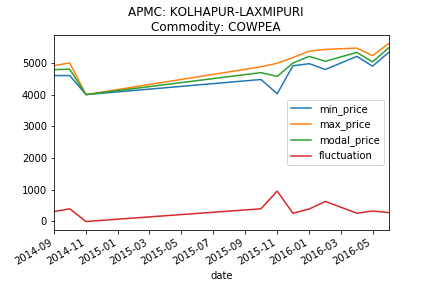 APMC: KOLHAPUR-LAXMIPURI
Commodity: COWPEA
5000
4000
3000
2000
1000
0
min_price
max_price
modal_price
fluctuation
2014-09
2014-11
2015-01
2015-03
2015-05
2015-07
2015-09
2015-11
2016-01
2016-03
2016-05
date